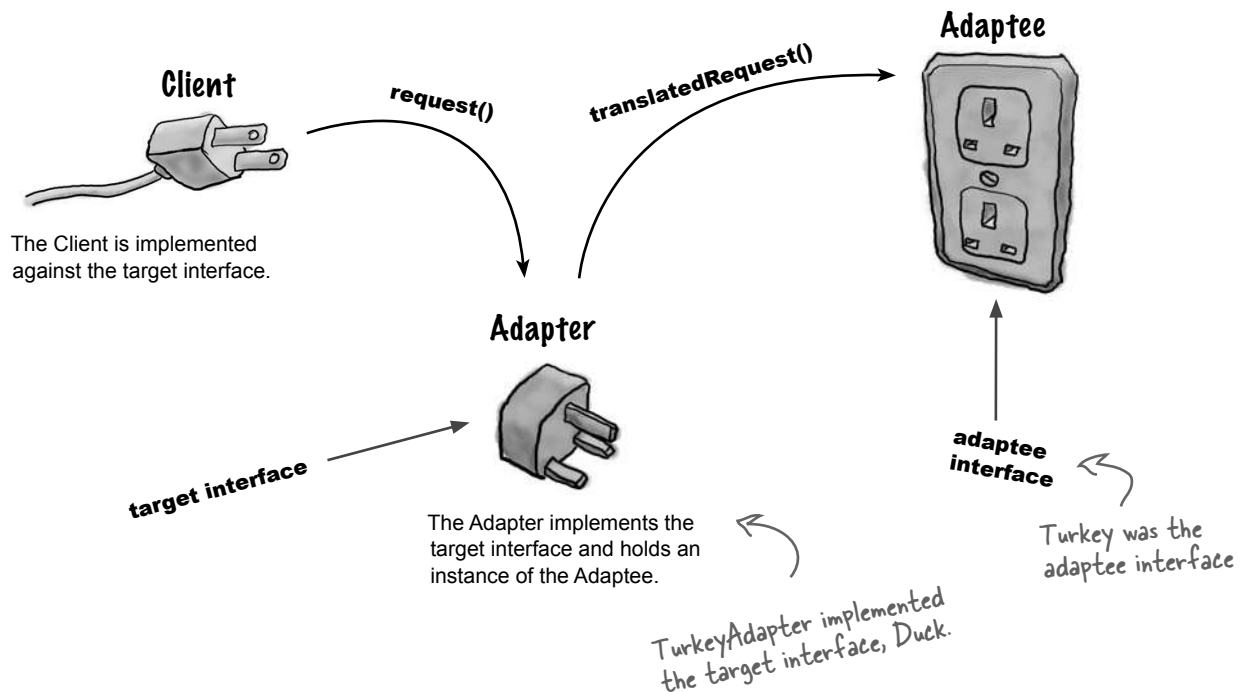 Adaptee
Client
request()
translatedRequest()
The Client is implemented
against the target interface.
Adapter
target interface
adaptee
interface
The Adapter implements the
target interface and holds an
instance of the Adaptee.
Turkey was the
adaptee interface
TurkeyAdapter implemented
the target interface, Duck.